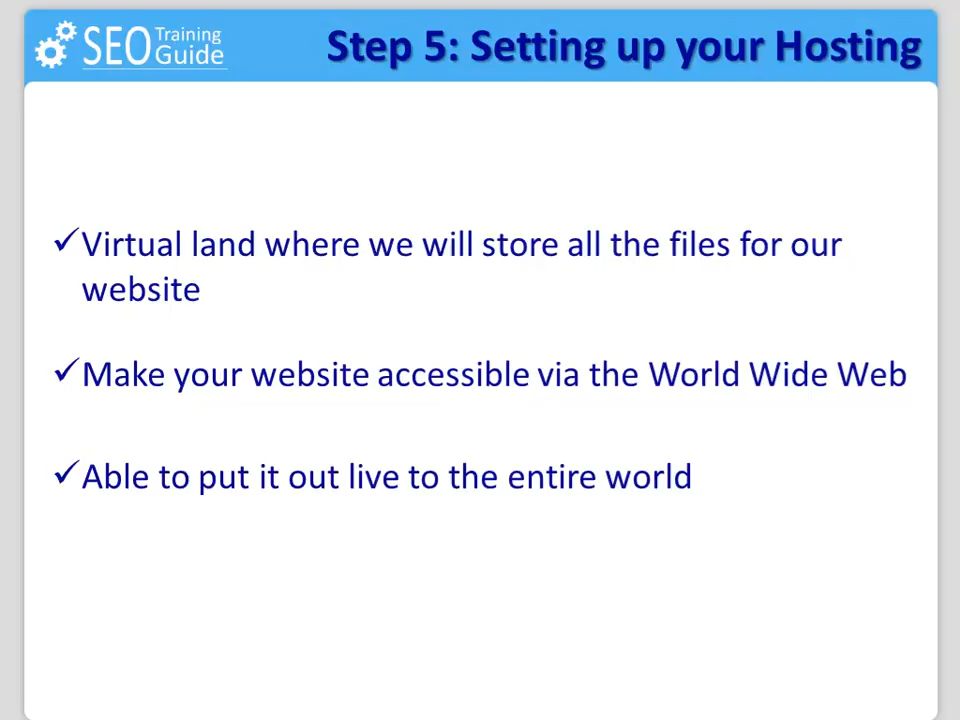 SEO Training Guide
Step 5: Setting up your Hosting
✓Virtual land where we will store all the files for our
website
✓Make your website accessible via the World Wide Web
✓Able to put it out live to the entire world